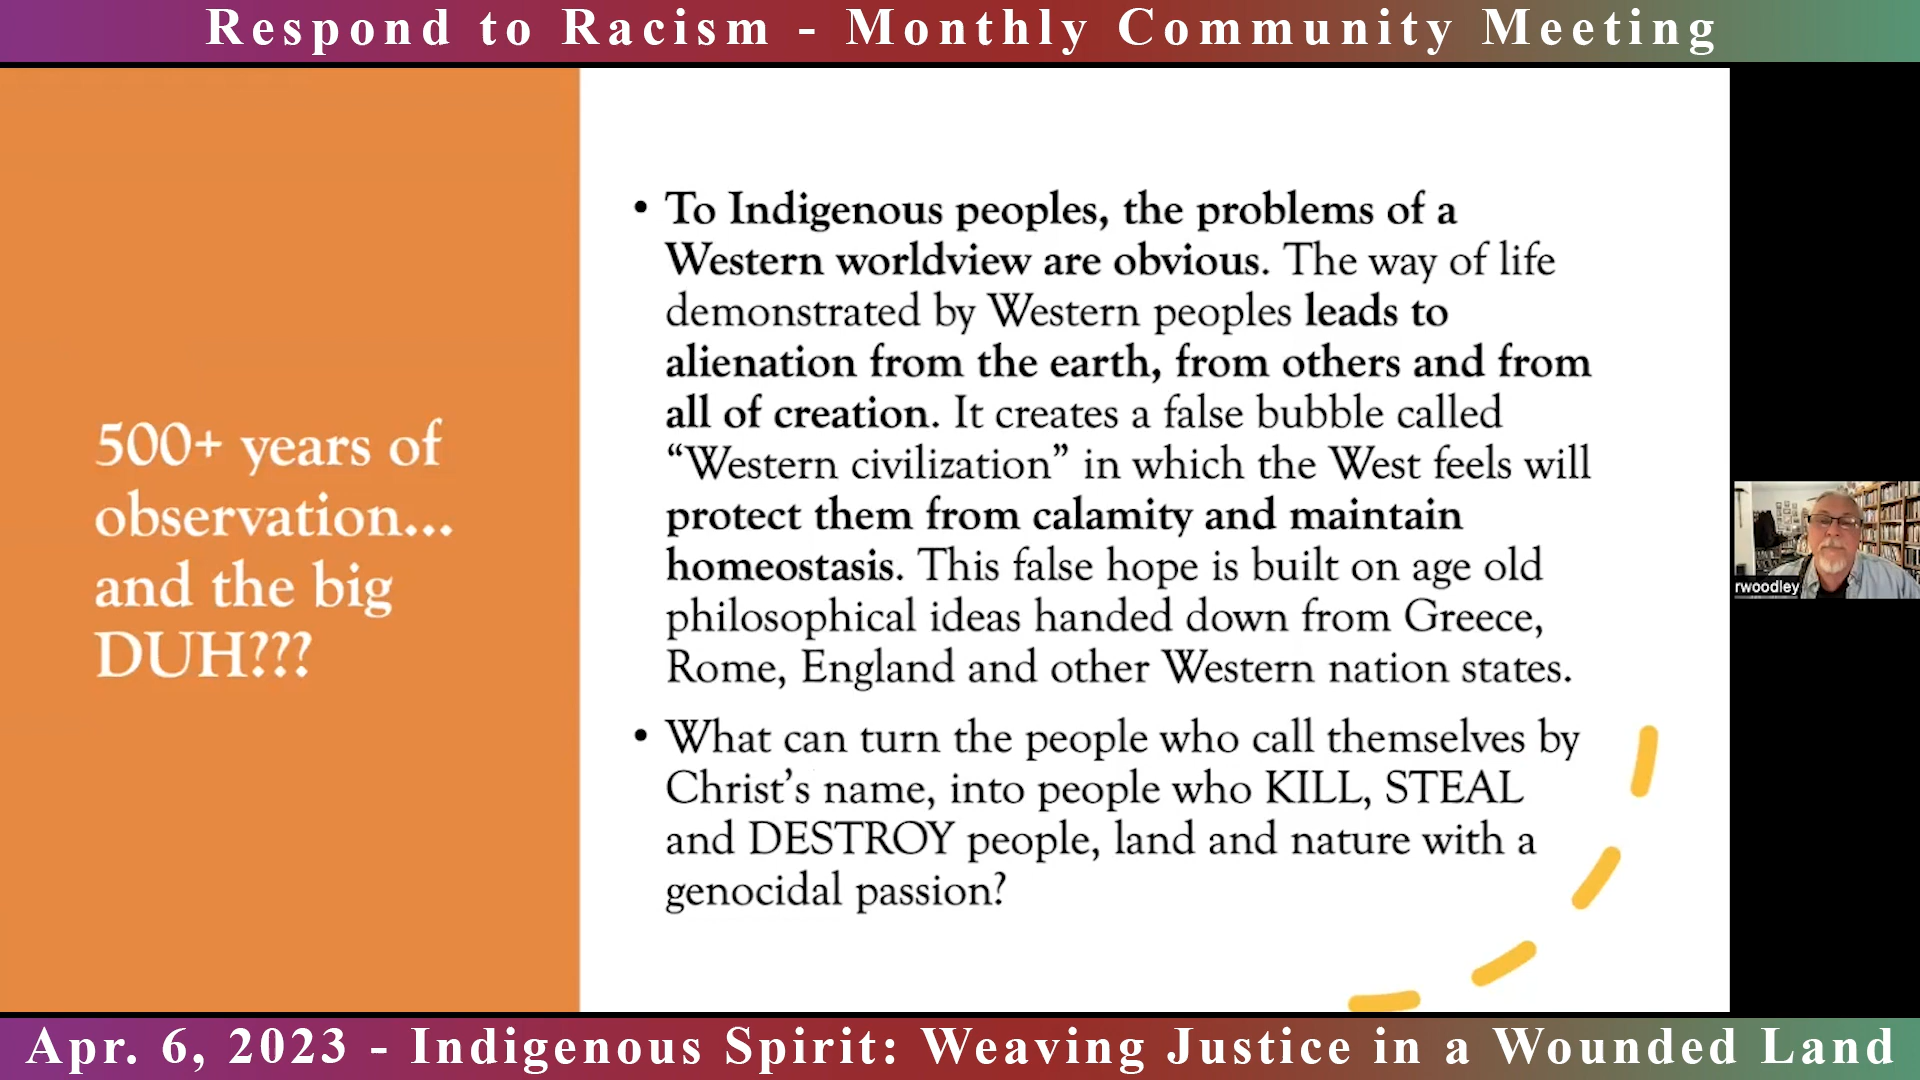 Respond to Racism - Monthly Community Meeting
500+ years of
observation...
and the big
DUH???
• To Indigenous peoples, the problems of a
Western worldview are obvious. The way of life
demonstrated by Western peoples leads to
alienation from the earth, from others and from
all of creation. It creates a false bubble called
“Western civilization” in which the West feels will
protect them from calamity and maintain
homeostasis. This false hope is built on age old
philosophical ideas handed down from Greece,
Rome, England and other Western nation states.
• What can turn the people who call themselves by
Christ’s name, into people who KILL, STEAL
and DESTROY people, land and nature with a
genocidal passion?
rwoodley
Apr. 6, 2023 - Indigenous Spirit: Weaving Justice in a Wounded Land